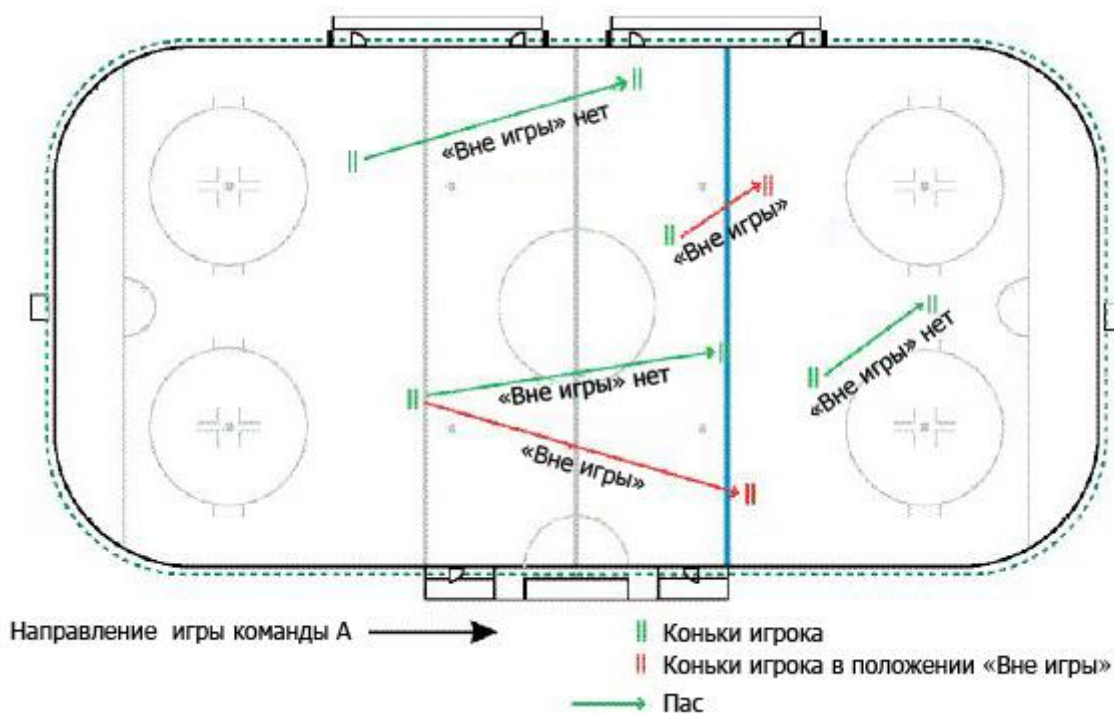 «Вне игры» нет
«Вне игры»
«Вне игры» нет
«Вне игры» нет
«Вне игры»
Направление игры команды А
Коньки игрока
Коньки игрока в положении «Вне игры»
Пас